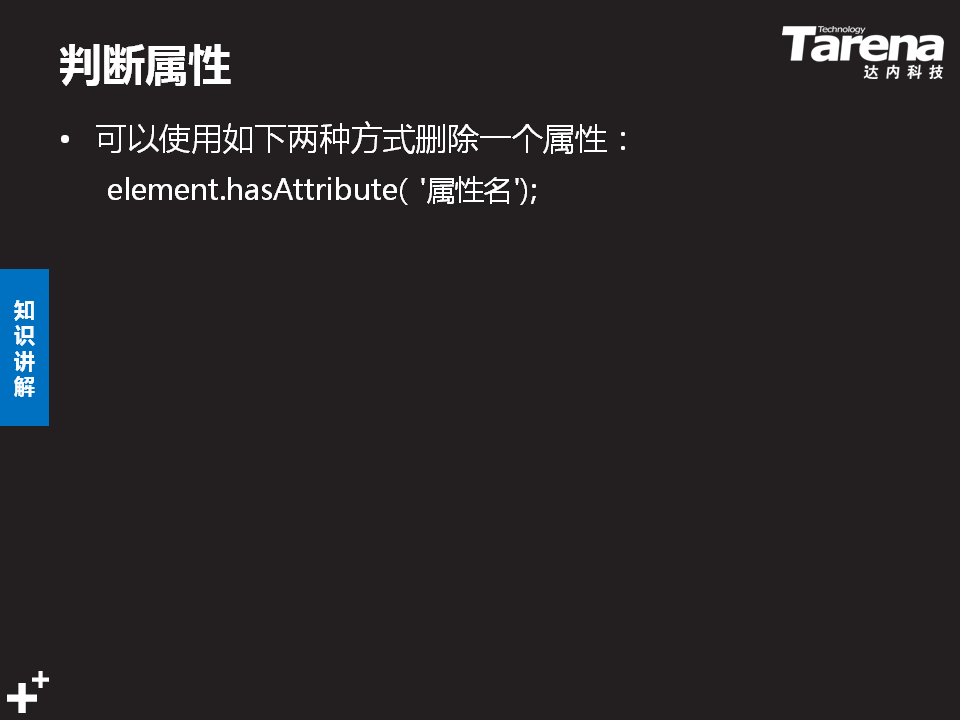 判断属性
Technology
Tarena
达内科技
• 可以使用如下两种方式删除一个属性：
element.hasAttribute( '属性名');
知识讲解